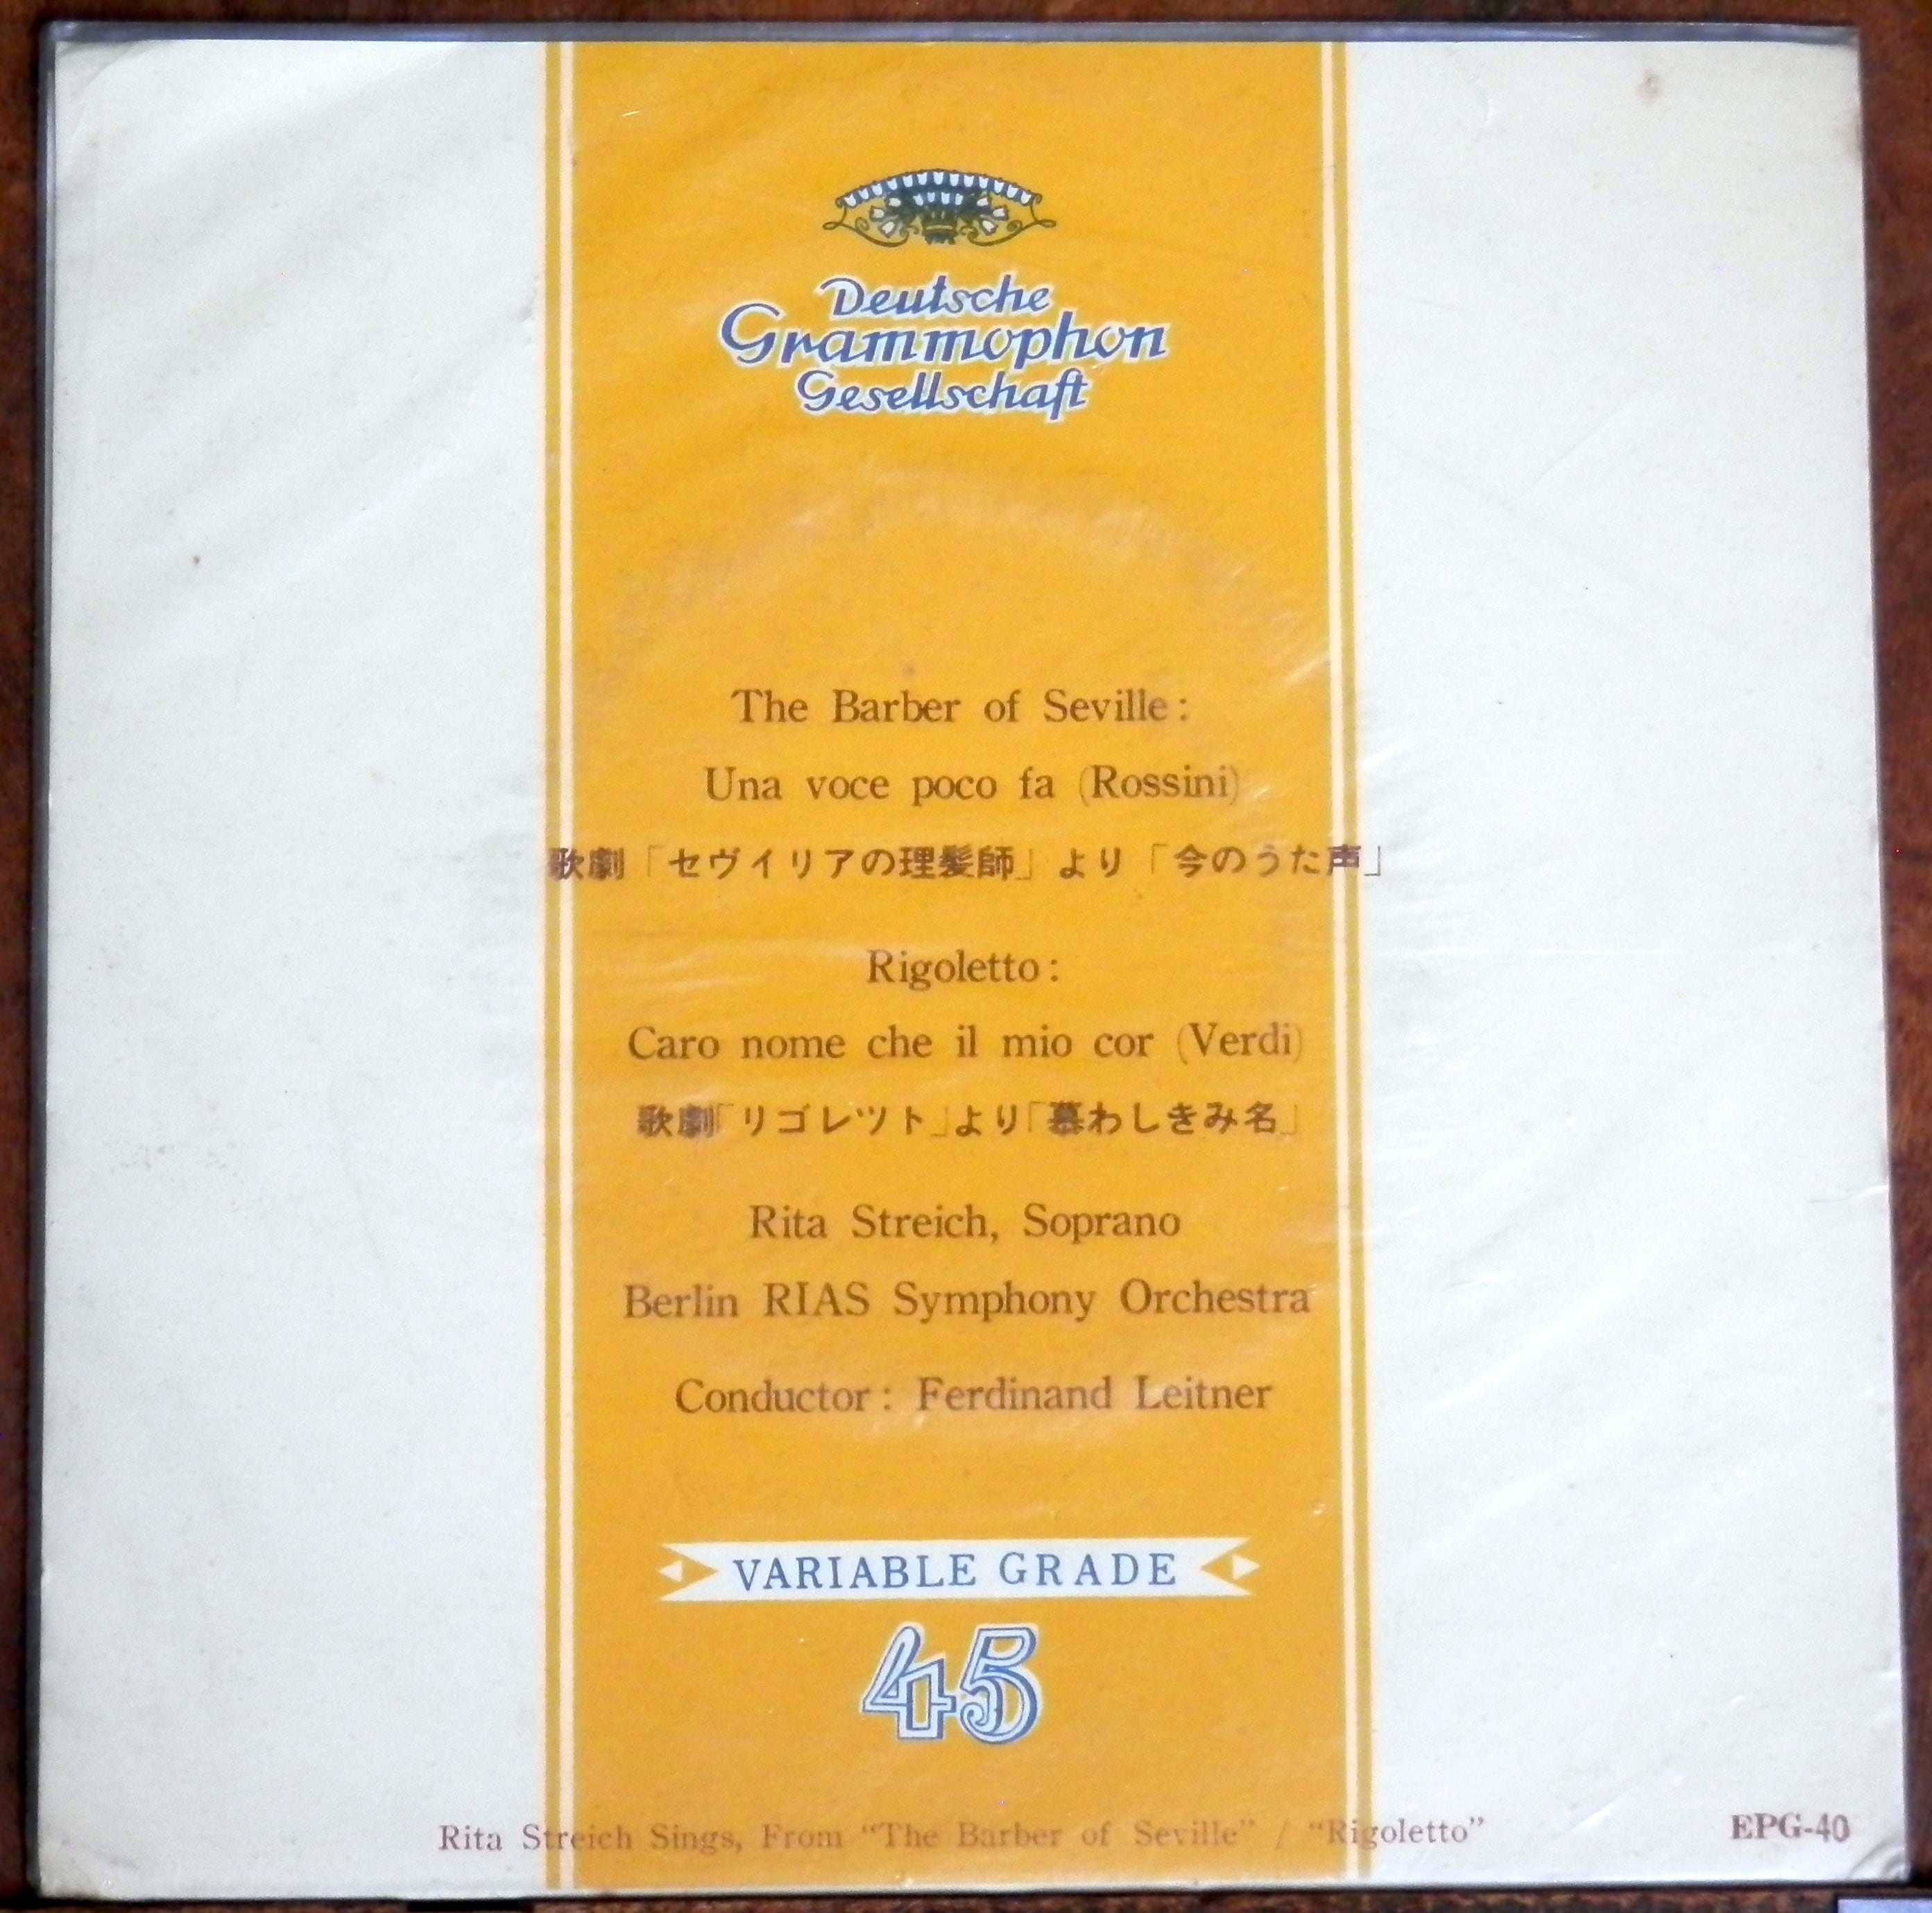 Deutsche
Grammophon
Gesellschaft
The Barber of Seville:
Una voce poco fa (Rossini)
歌劇「セヴイリアの理髪師」より「今のうた声」
Rigoletto:
Caro nome che il mio cor (Verdi)
歌劇「リゴレツト」より「慕わしきみ名」
Rita Streich, Soprano
Berlin RIAS Symphony Orchestra
Conductor: Ferdinand Leitner
VARIABLE GRADE
45
Rita Streich Sings, From “The Barber of Seville” / “Rigoletto”
EPG-40